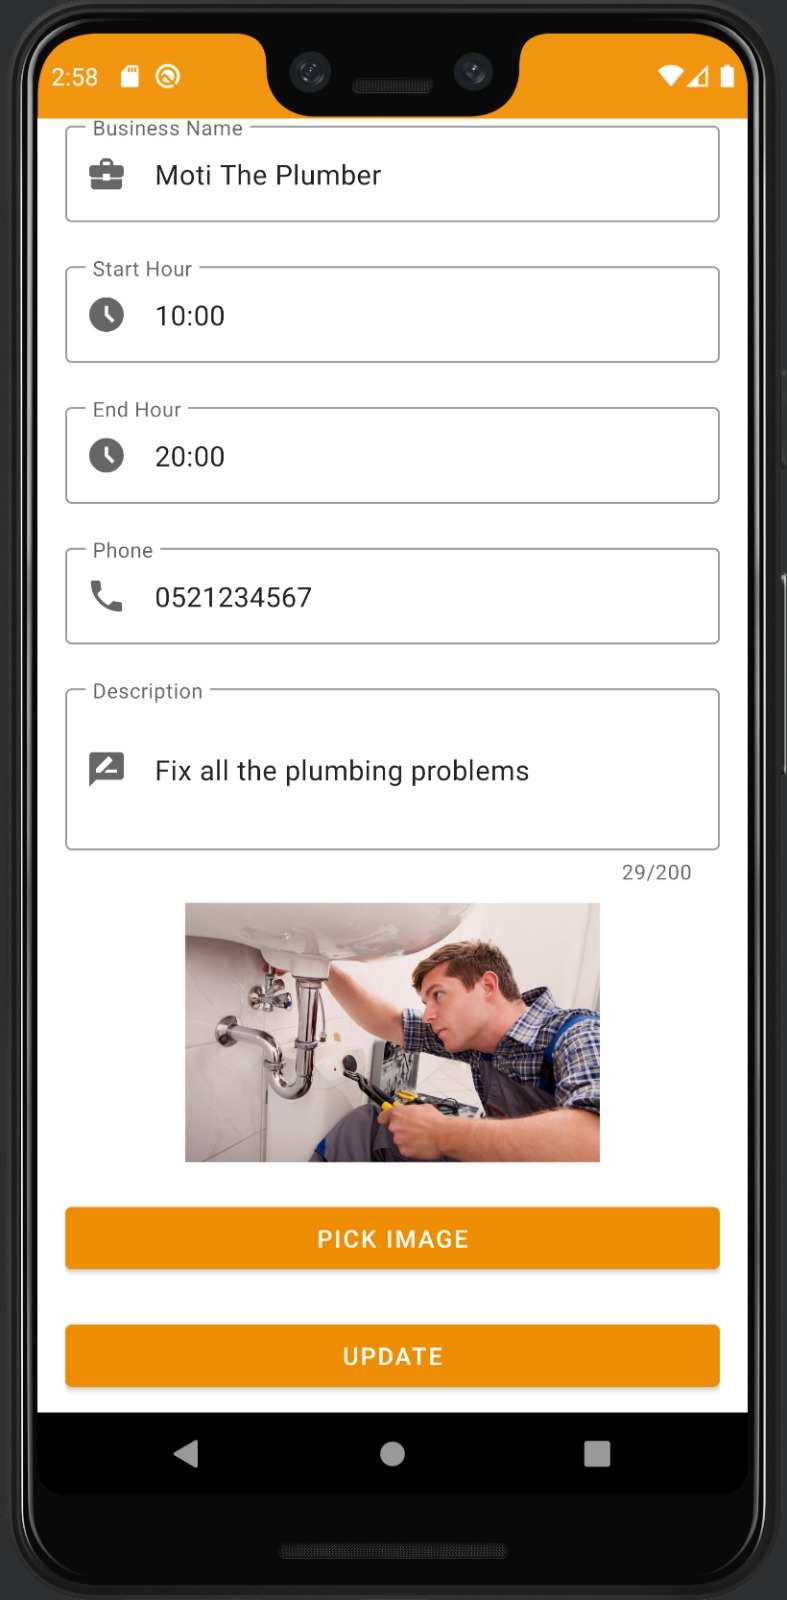 2:58
Business Name
Moti The Plumber
Start Hour
10:00
End Hour
20:00
Phone
0521234567
Description
Fix all the plumbing problems
29/200
PICK IMAGE
UPDATE